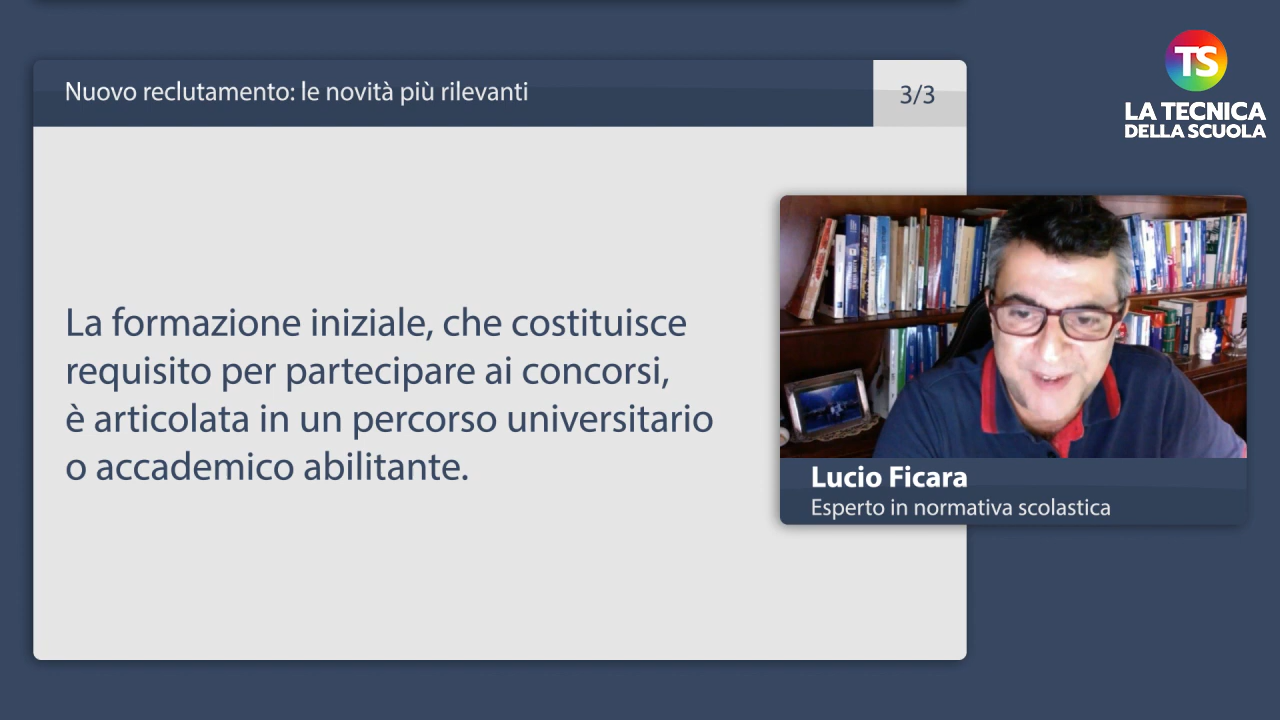 Nuovo reclutamento: le novità più rilevanti
3/3
TS
LA TECNICA
DELLA SCUOLA
La formazione iniziale, che costituisce
requisito per partecipare ai concorsi,
è articolata in un percorso universitario
o accademico abilitante.
Lucio Ficara
Esperto in normativa scolastica